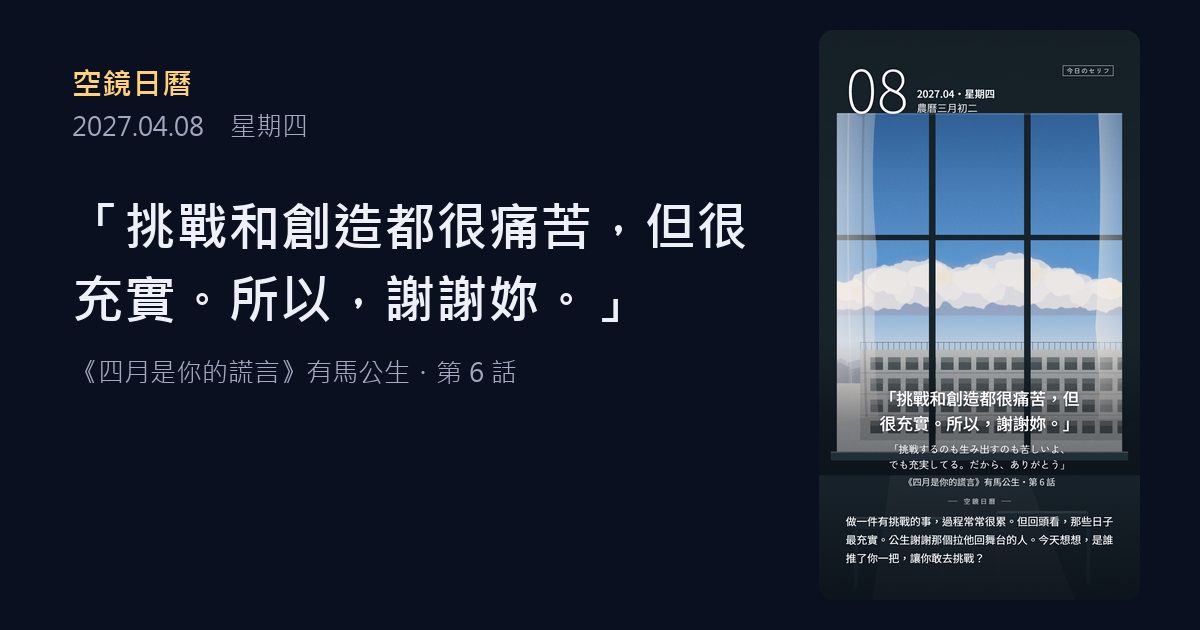 空鏡日曆
2027.04.08 星期四
「挑戰和創造都很痛苦，但很
充實。所以，謝謝妳。」
《四月是你的謊言》有馬公生．第 6 話
今日のセリフ
08
2027.04・星期四
農曆三月初二
「挑戰和創造都很痛苦，但
很充實。所以，謝謝妳。」
「挑戦するのも生み出すのも苦しいよ、
でも充実してる。だから、ありがとう」
《四月是你的謊言》有馬公生・第 6 話
— 空鏡日曆 —
做一件有挑戰的事，過程常常很累。但回頭看，那些日子
最充實。公生謝謝那個拉他回舞台的人。今天想想，是誰
推了你一把，讓你敢去挑戰？